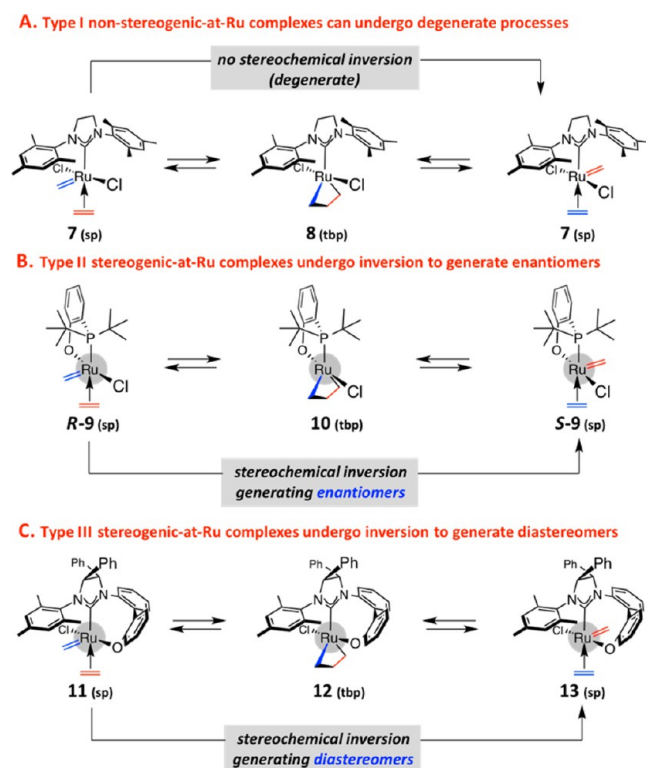 A. Type I non-stereogenic-at-Ru complexes can undergo degenerate processes
no stereochemical inversion
(degenerate)
N N N N N N
Cl Ru Cl Cl Ru Cl Cl Ru Cl
7 (sp) 8 (tbp) 7 (sp)
B. Type II stereogenic-at-Ru complexes undergo inversion to generate enantiomers
P P P
O O O
Ru Ru Ru
Cl Cl Cl
R-9 (sp) 10 (tbp) S-9 (sp)
stereochemical inversion
generating enantiomers
C. Type III stereogenic-at-Ru complexes undergo inversion to generate diastereomers
Ph Ph Ph Ph Ph Ph
N N N N N N
Cl Ru O Cl Ru O Cl Ru O
11 (sp) 12 (tbp) 13 (sp)
stereochemical inversion
generating diastereomers